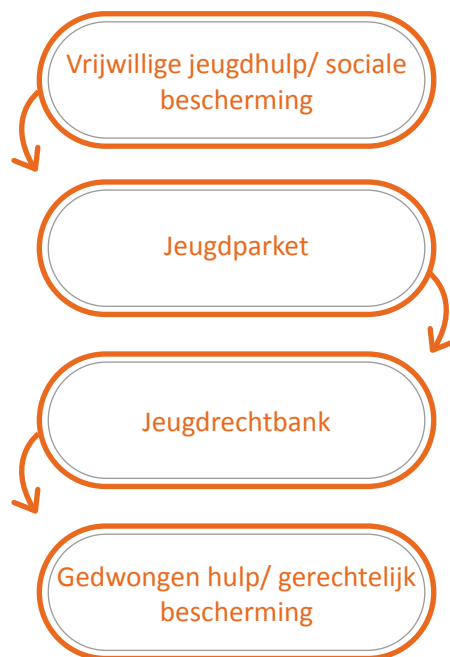 Vrijwillige jeugdhulp/ sociale
bescherming
Jeugdparket
Jeugdrechtbank
Gedwongen hulp/ gerechtelijk
bescherming